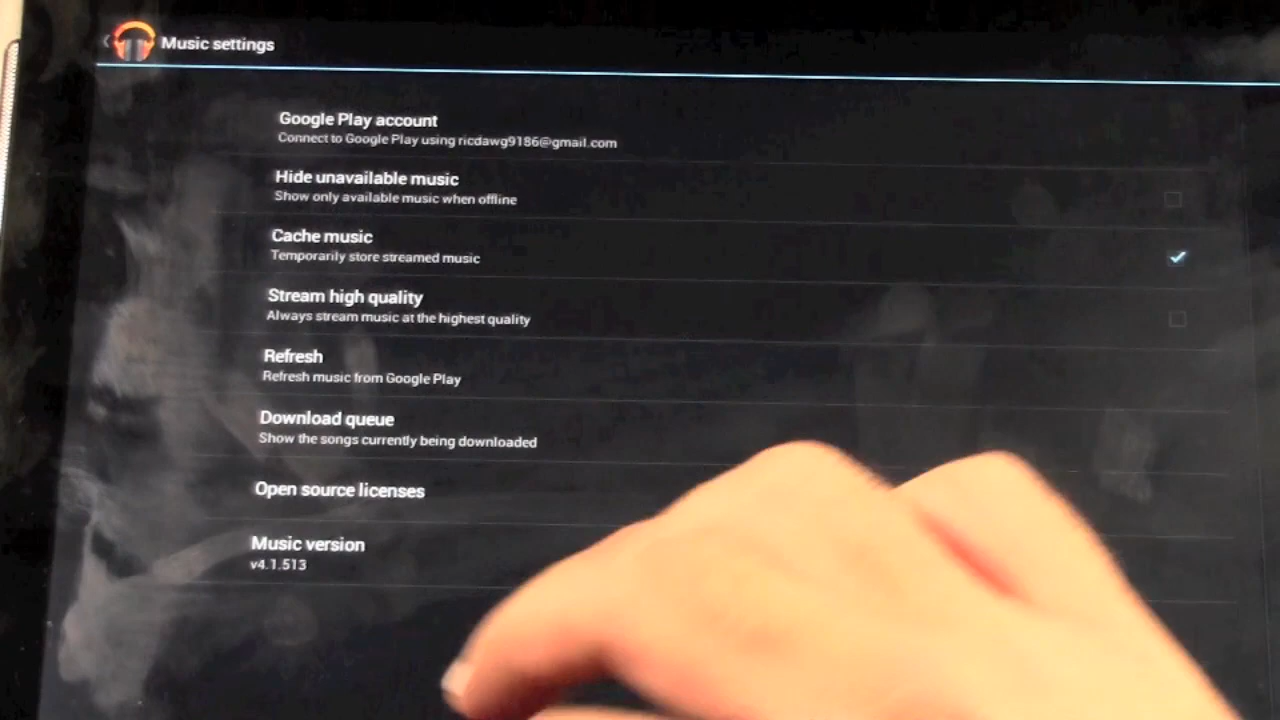 Music settings
Google Play account
Connect to Google Play using ricdawg9186@gmail.com
Hide unavailable music
Show only available music when offline
Cache music
Temporarily store streamed music
Stream high quality
Always stream music at the highest quality
Refresh
Refresh music from Google Play
Download queue
Show the songs currently being downloaded
Open source licenses
Music version
v4.1.513